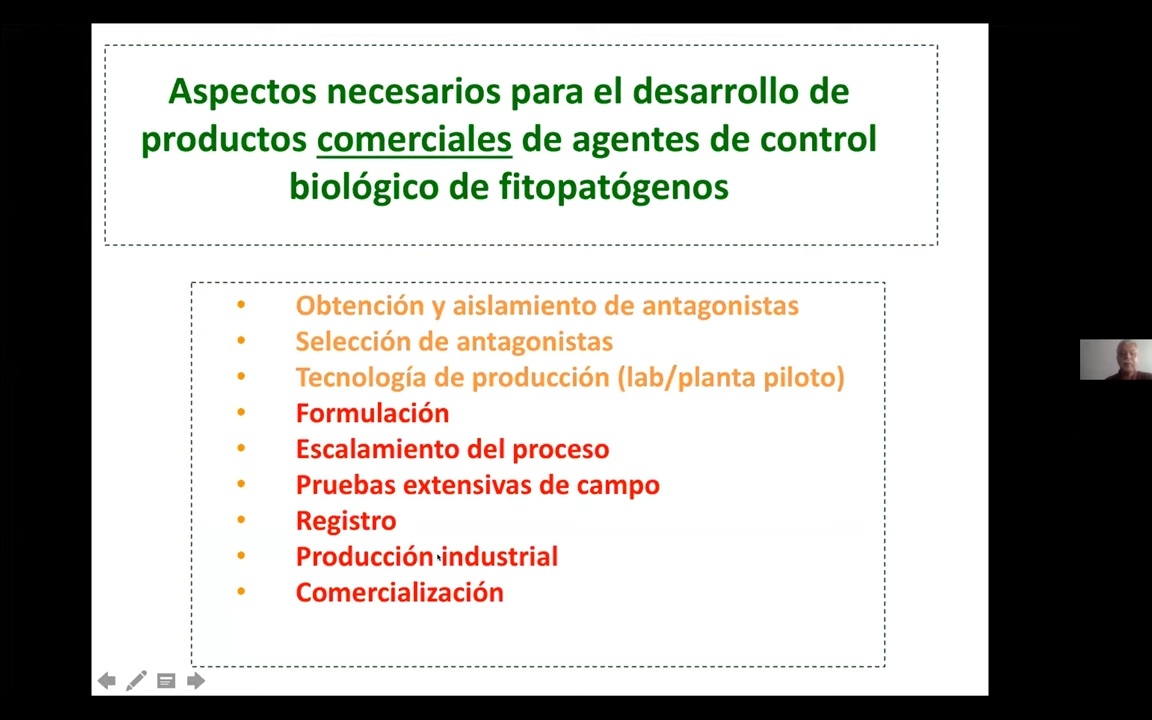 Aspectos necesarios para el desarrollo de
productos comerciales de agentes de control
biológico de fitopatógenos
• Obtención y aislamiento de antagonistas
• Selección de antagonistas
• Tecnología de producción (lab/planta piloto)
• Formulación
• Escalamiento del proceso
• Pruebas extensivas de campo
• Registro
• Producción industrial
• Comercialización